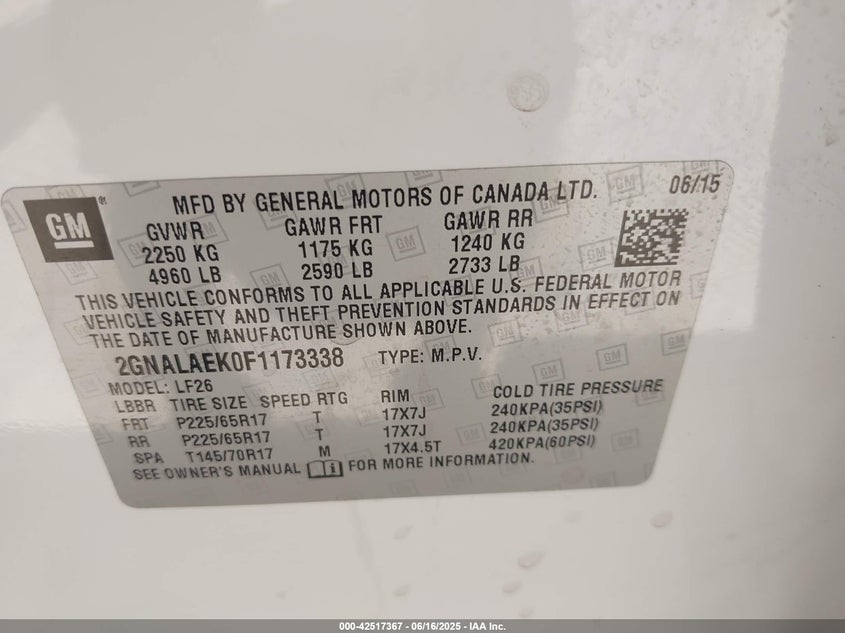 GM ® MFD BY GENERAL MOTORS OF CANADA LTD. 06/15
GVWR GAWR FRT GAWR RR
2250 KG 1175 KG 1240 KG
4960 LB 2590 LB 2733 LB
THIS VEHICLE CONFORMS TO ALL APPLICABLE U.S. FEDERAL MOTOR
VEHICLE SAFETY AND THEFT PREVENTION STANDARDS IN EFFECT ON
THE DATE OF MANUFACTURE SHOWN ABOVE.
2GNALAEK0F1173338 TYPE: M.P.V.
MODEL: LF26
LBBR TIRE SIZE SPEED RTG RIM COLD TIRE PRESSURE
FRT P225/65R17 T 17X7J 240KPA(35PSI)
RR P225/65R17 T 17X7J 240KPA(35PSI)
SPA T145/70R17 M 17X4.5T 420KPA(60PSI)
SEE OWNER'S MANUAL FOR MORE INFORMATION.
000-42517367 - 06/16/2025 - IAA Inc.